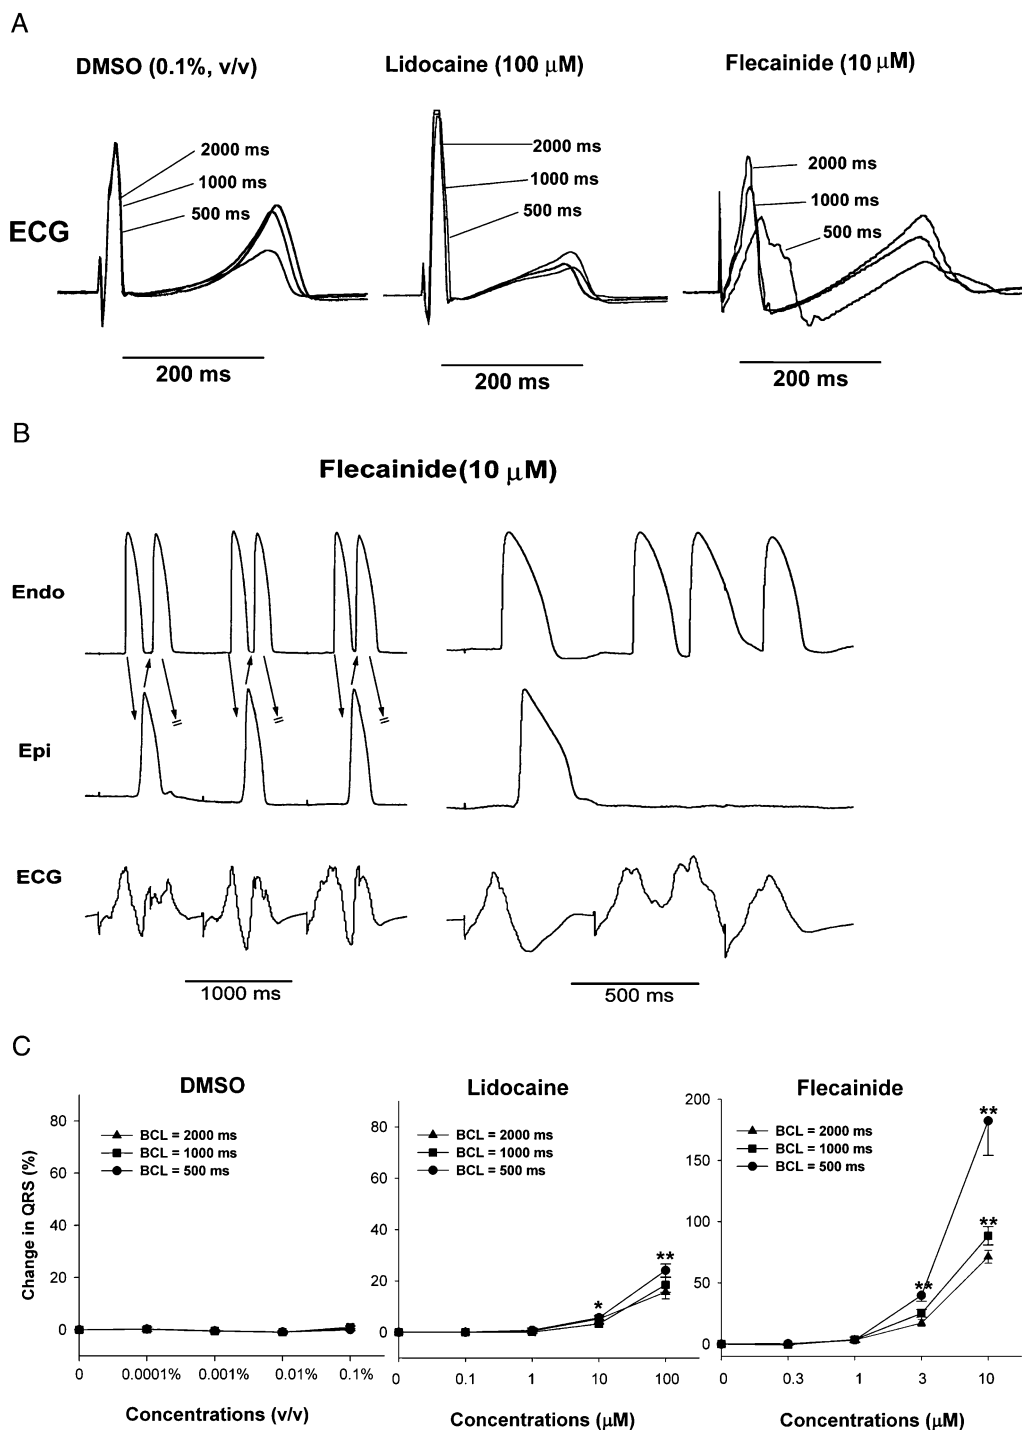 A
DMSO (0.1%, v/v)
Lidocaine (100 μM)
Flecainide (10 μM)
ECG
2000 ms
1000 ms
500 ms
2000 ms
1000 ms
500 ms
2000 ms
1000 ms
500 ms
200 ms
200 ms
200 ms
B
Flecainide(10 μM)
Endo
Epi
ECG
1000 ms
500 ms
C
DMSO
Lidocaine
Flecainide
Change in QRS (%)
80
60
40
20
0
BCL = 2000 ms
BCL = 1000 ms
BCL = 500 ms
0 0.0001% 0.001% 0.01% 0.1%
Concentrations (v/v)
80
60
40
20
0
BCL = 2000 ms
BCL = 1000 ms
BCL = 500 ms
*
**
0 0.1 1 10 100
Concentrations (μM)
200
150
100
50
0
BCL = 2000 ms
BCL = 1000 ms
BCL = 500 ms
**
**
**
0 0.3 1 3 10
Concentrations (μM)